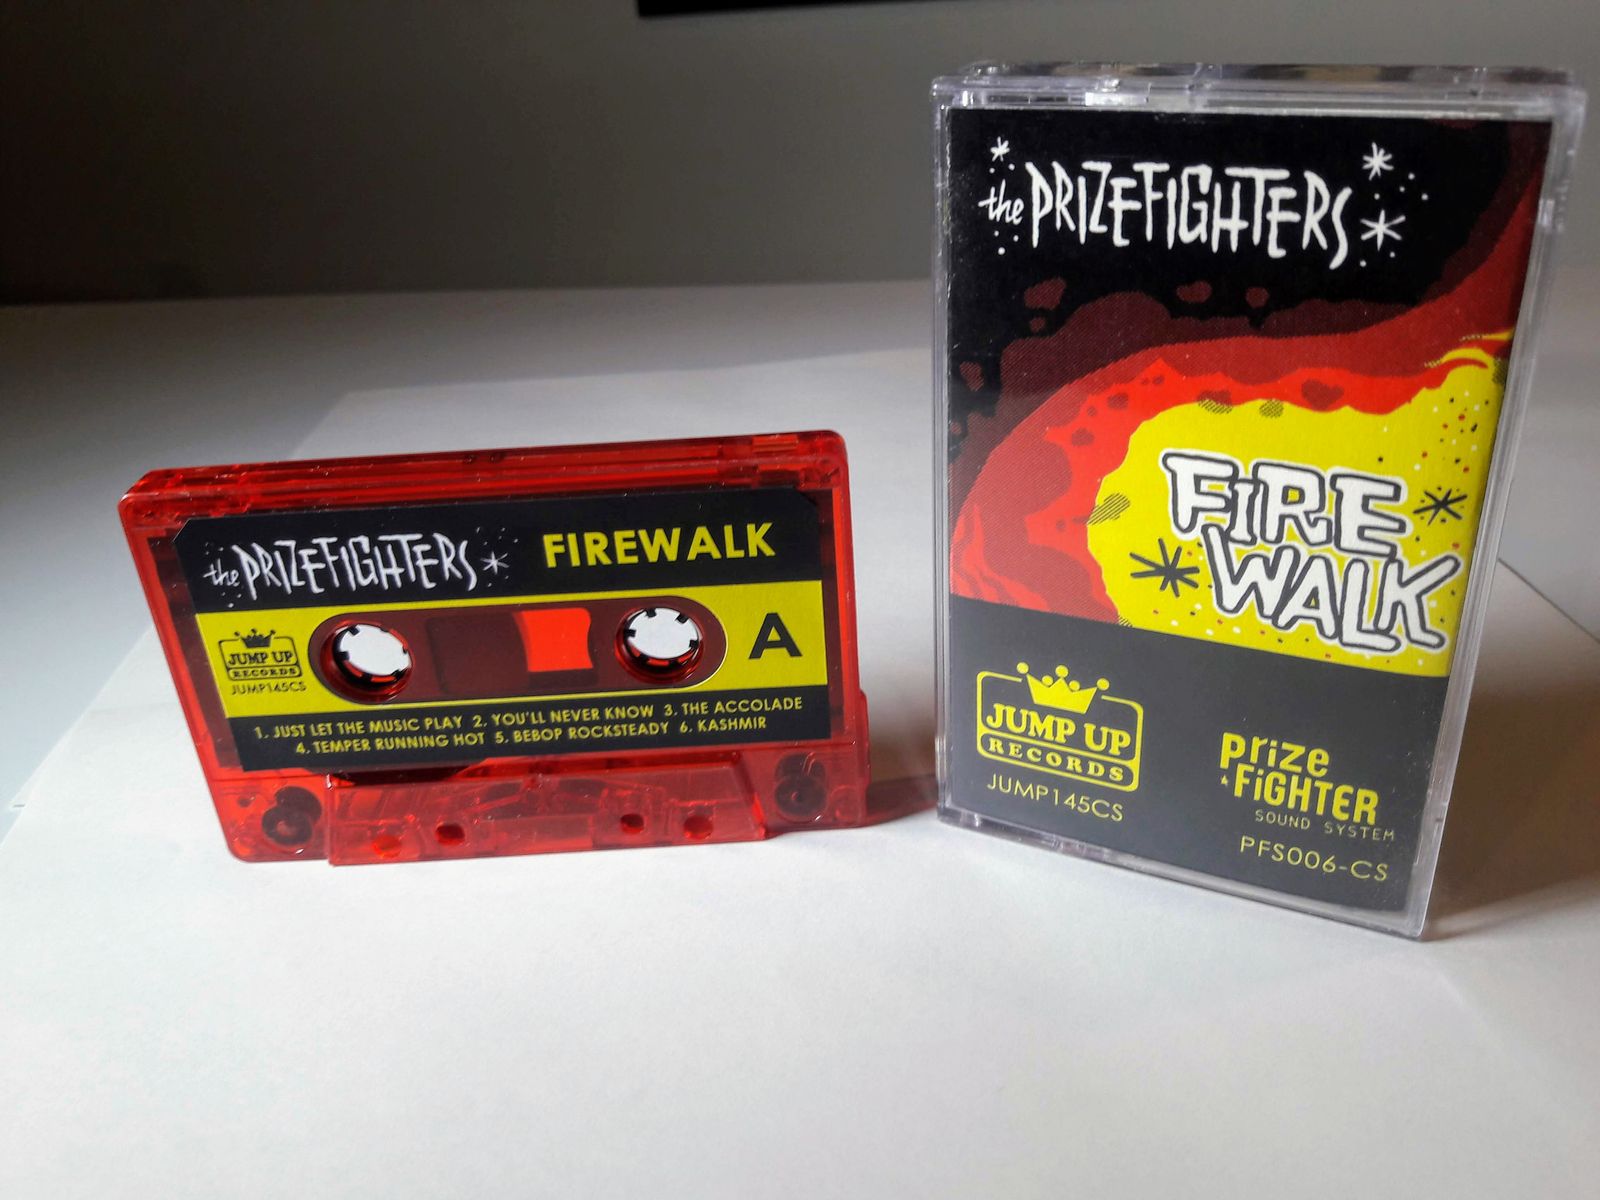 the PRIZEFIGHTERS
FIREWALK
JUMP UP
RECORDS
JUMP145CS
A
1. JUST LET THE MUSIC PLAY 2. YOU'LL NEVER KNOW 3. THE ACCOLADE
4. TEMPER RUNNING HOT 5. BEBOP ROCKSTEADY 6. KASHMIR
the PRIZEFIGHTERS
FIRE
WALK
JUMP UP
RECORDS
JUMP145CS
prize
FiGHTER
SOUND SYSTEM
PFS006-CS